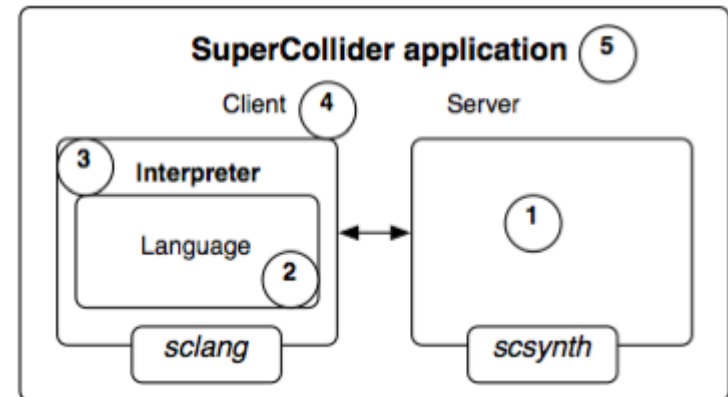 SuperCollider application 5
Client 4 Server
3 Interpreter
1
Language
2
sclang scsynth